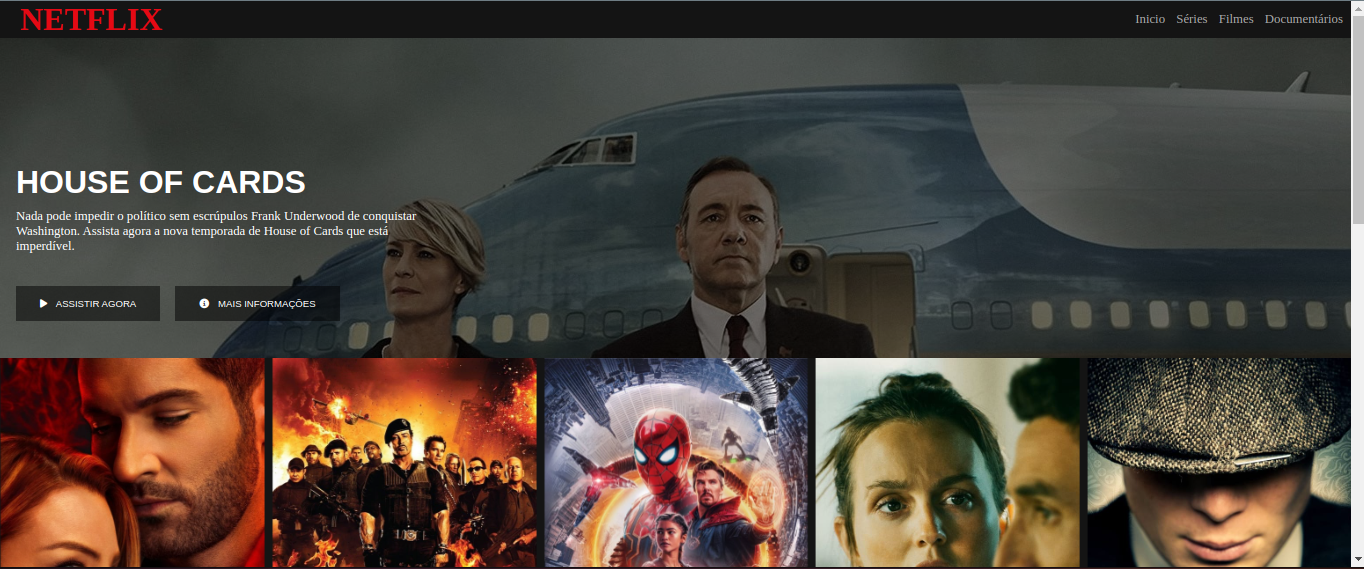 NETFLIX
Inicio Séries Filmes Documentários
HOUSE OF CARDS
Nada pode impedir o político sem escrúpulos Frank Underwood de conquistar
Washington. Assista agora a nova temporada de House of Cards que está
imperdível.
ASSISTIR AGORA MAIS INFORMAÇÕES